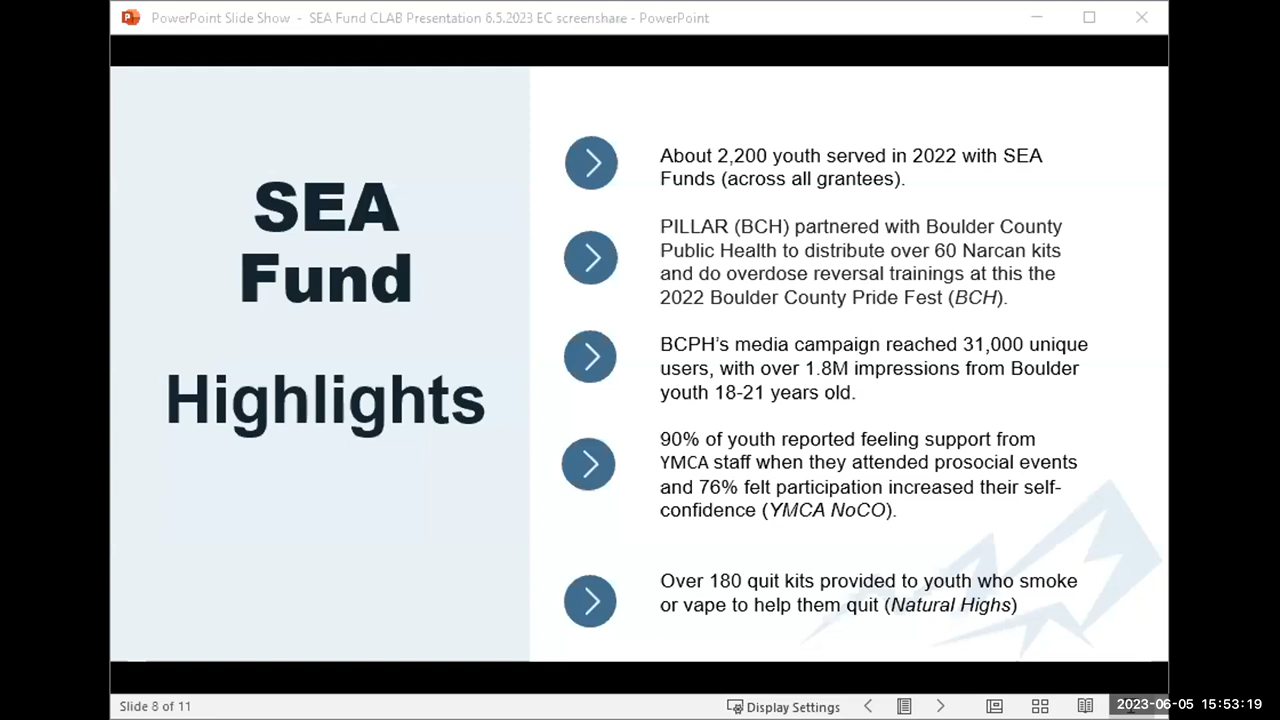 PowerPoint Slide Show - SEA Fund CLAB Presentation 6.5.2023 EC screenshare - PowerPoint
SEA
Fund
Highlights
About 2,200 youth served in 2022 with SEA
Funds (across all grantees).
PILLAR (BCH) partnered with Boulder County
Public Health to distribute over 60 Narcan kits
and do overdose reversal trainings at this the
2022 Boulder County Pride Fest (BCH).
BCPH’s media campaign reached 31,000 unique
users, with over 1.8M impressions from Boulder
youth 18-21 years old.
90% of youth reported feeling support from
YMCA staff when they attended prosocial events
and 76% felt participation increased their self-
confidence (YMCA NoCO).
Over 180 quit kits provided to youth who smoke
or vape to help them quit (Natural Highs)
Slide 8 of 11
Display Settings
2023-06-05 15:53:19